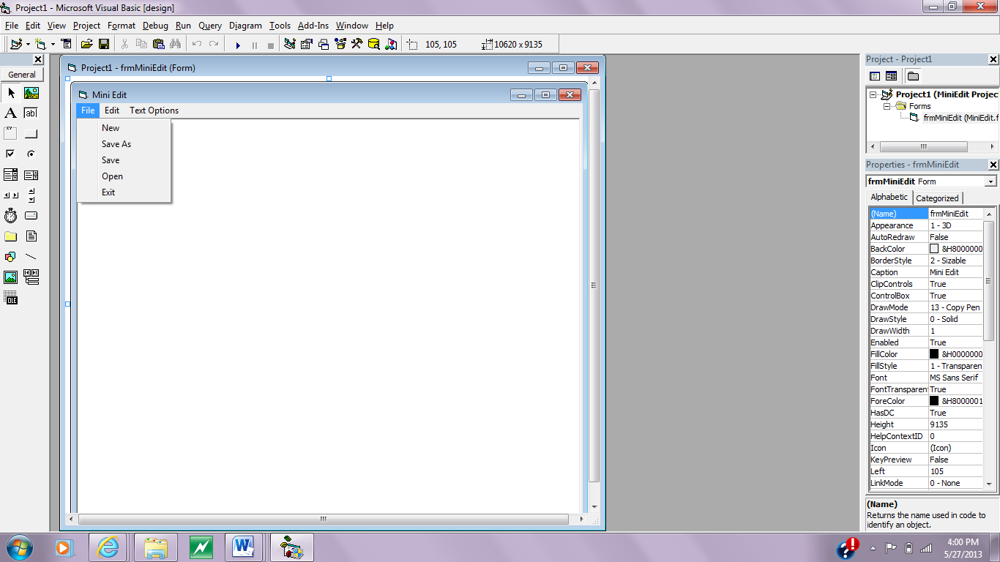 Project1 - Microsoft Visual Basic [design]
File Edit View Project Format Debug Run Query Diagram Tools Add-Ins Window Help
105, 105 10620 x 9135
General
A ab|
xy
OLE
Project1 - frmMiniEdit (Form)
Mini Edit
File Edit Text Options
New
Save As
Save
Open
Exit
Project - Project1
Project1 (MiniEdit Projec
Forms
frmMiniEdit (MiniEdit.f
Properties - frmMiniEdit
frmMiniEdit Form
Alphabetic Categorized
(Name) frmMiniEdit
Appearance 1 - 3D
AutoRedraw False
BackColor &H8000000
BorderStyle 2 - Sizable
Caption Mini Edit
ClipControls True
ControlBox True
DrawMode 13 - Copy Pen
DrawStyle 0 - Solid
DrawWidth 1
Enabled True
FillColor &H0000000
FillStyle 1 - Transparen
Font MS Sans Serif
FontTransparen True
ForeColor &H8000001
HasDC True
Height 9135
HelpContextID 0
Icon (Icon)
KeyPreview False
Left 105
LinkMode 0 - None
(Name)
Returns the name used in code to
identify an object.
4:00 PM
5/27/2013